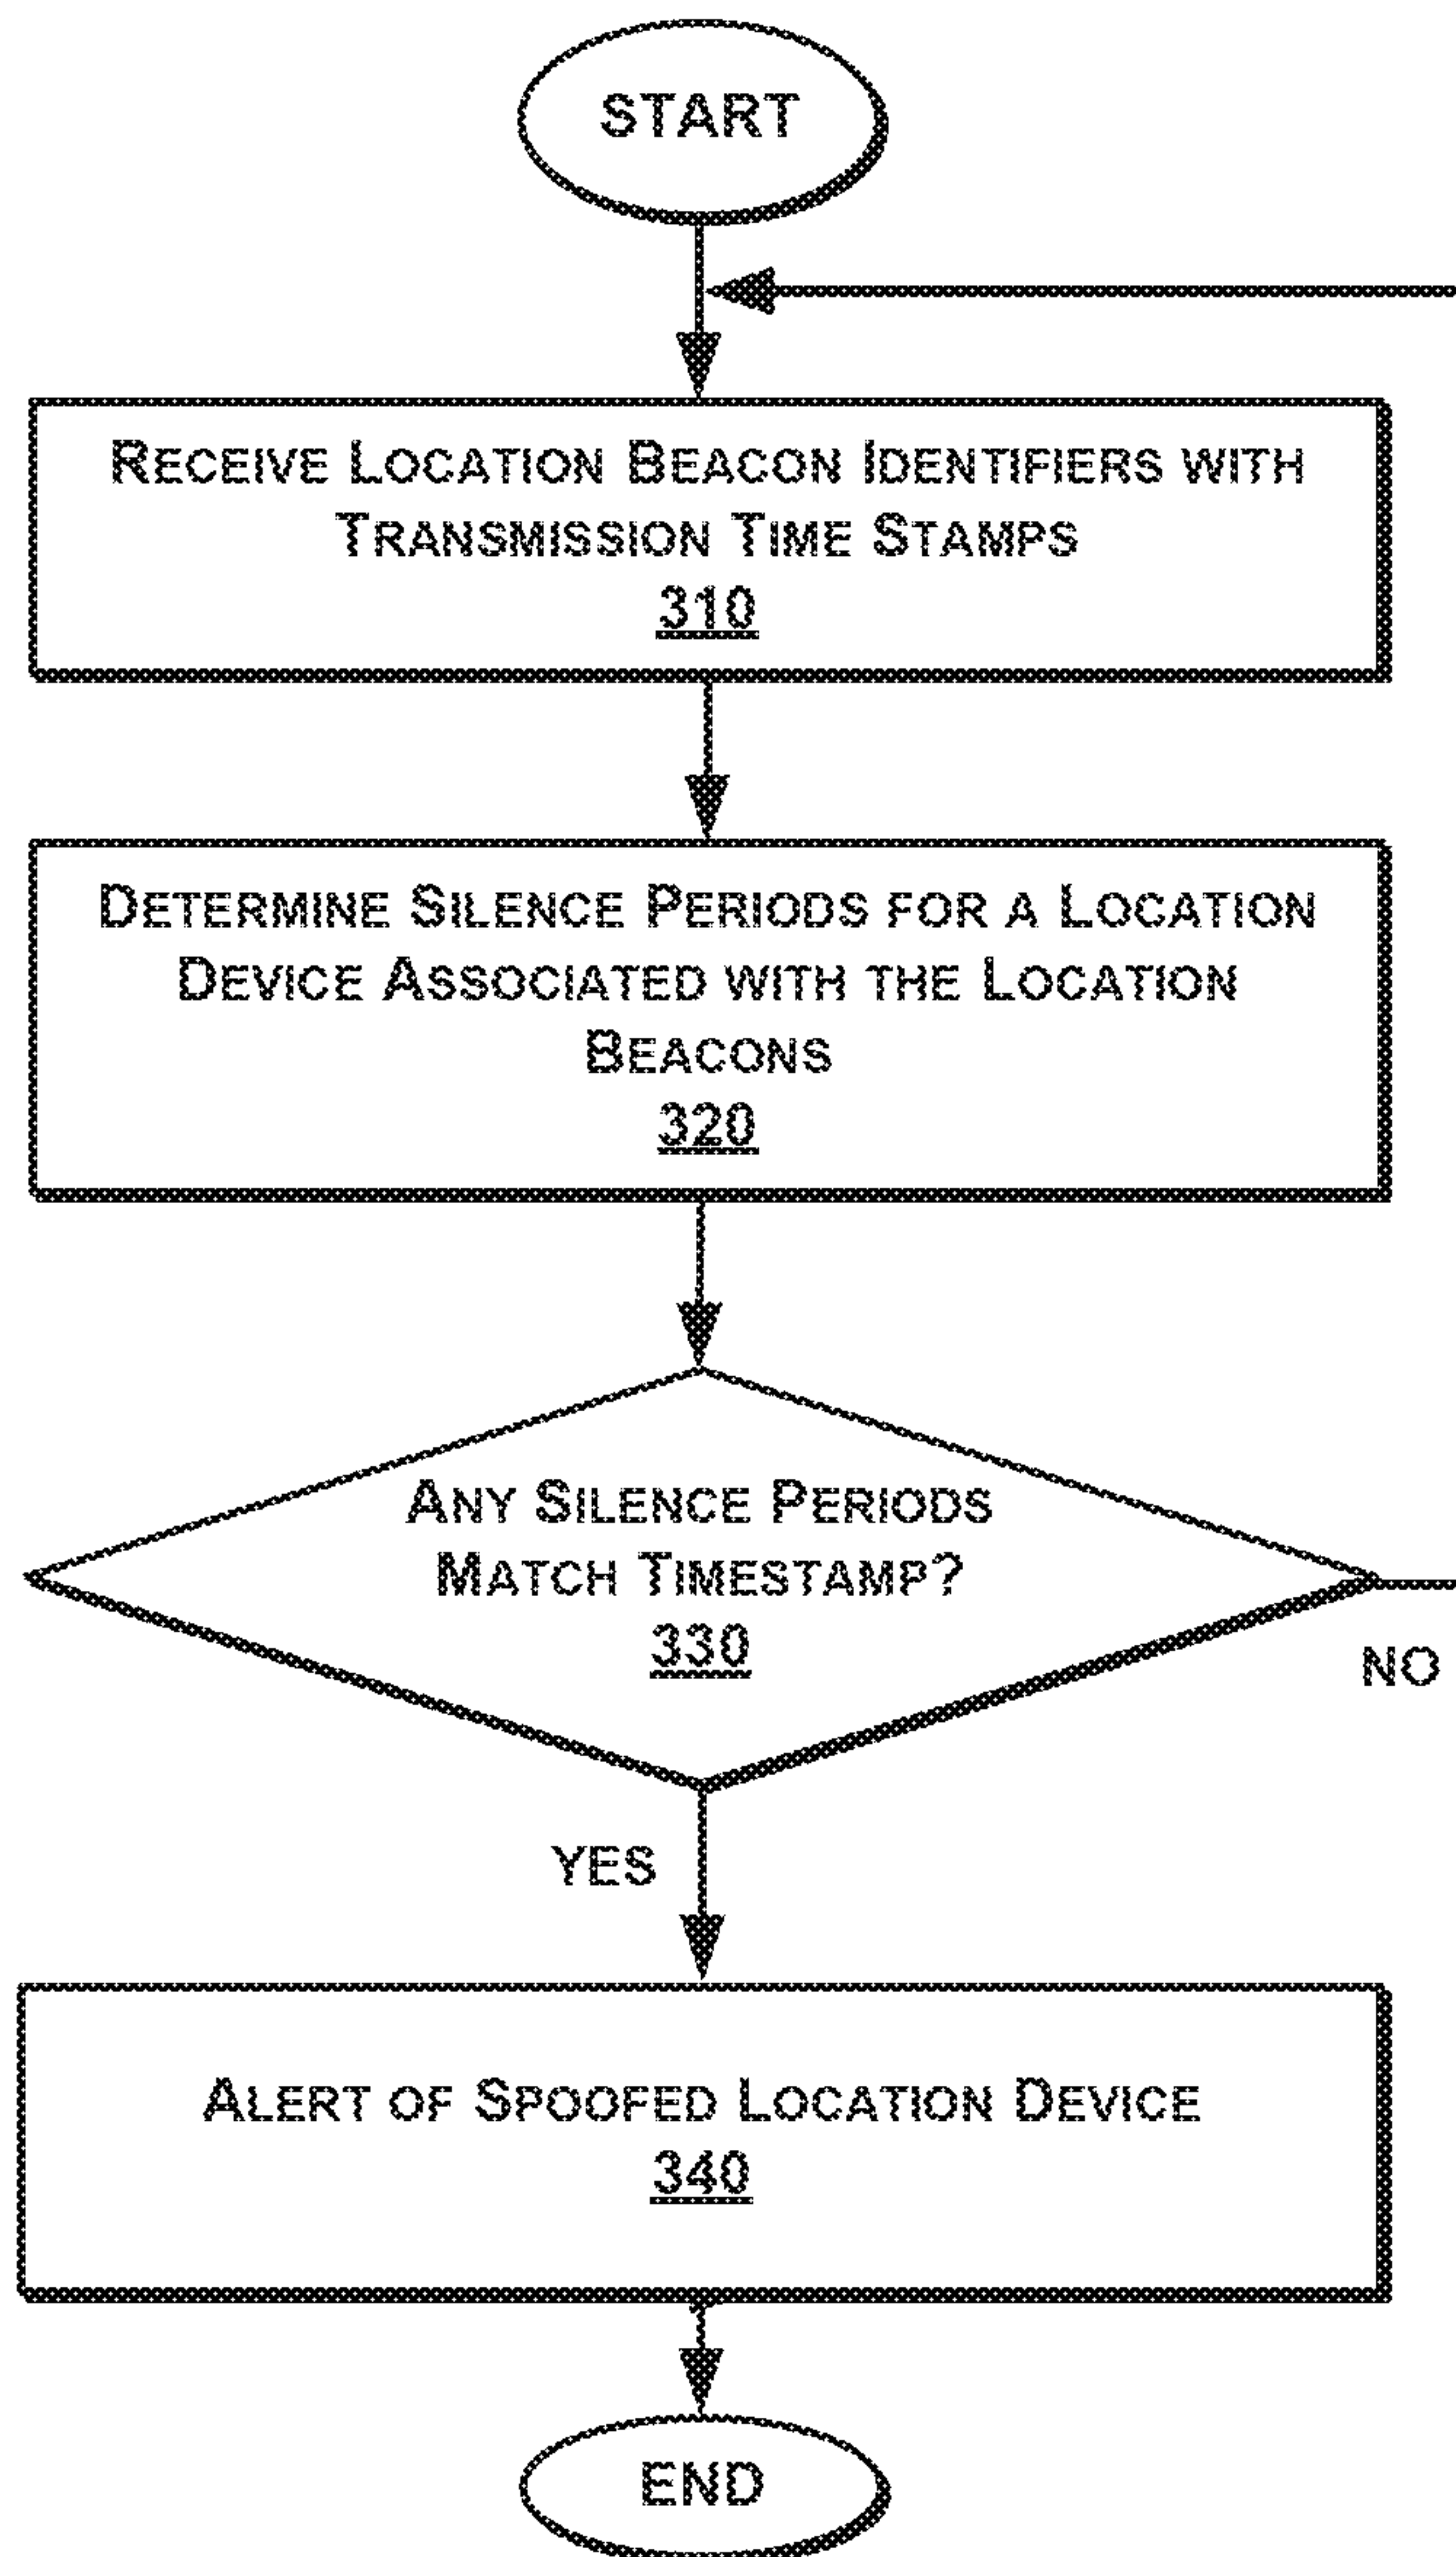 START
RECEIVE LOCATION BEACON IDENTIFIERS WITH
TRANSMISSION TIME STAMPS
310
DETERMINE SILENCE PERIODS FOR A LOCATION
DEVICE ASSOCIATED WITH THE LOCATION
BEACONS
320
ANY SILENCE PERIODS
MATCH TIMESTAMP?
330
NO
YES
ALERT OF SPOOFED LOCATION DEVICE
340
END